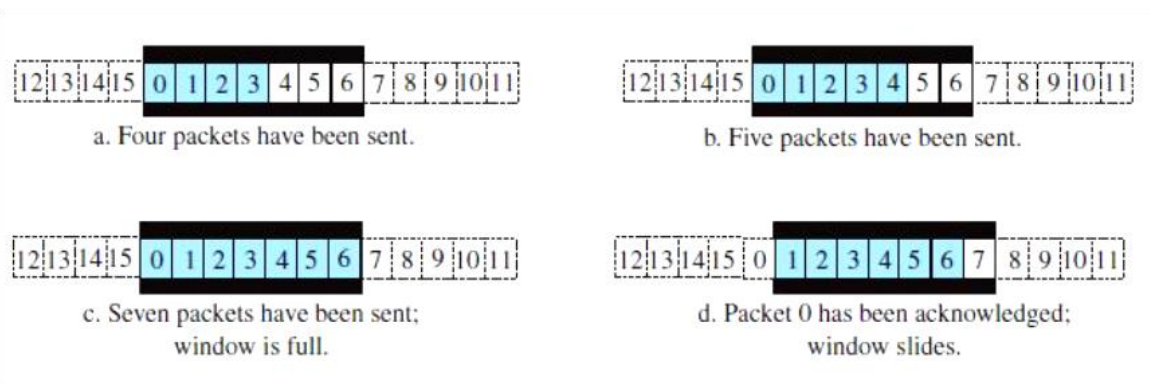 12 13 14 15 0 1 2 3 4 5 6 7 8 9 10 11
a. Four packets have been sent.
12 13 14 15 0 1 2 3 4 5 6 7 8 9 10 11
b. Five packets have been sent.
12 13 14 15 0 1 2 3 4 5 6 7 8 9 10 11
c. Seven packets have been sent;
window is full.
12 13 14 15 0 1 2 3 4 5 6 7 8 9 10 11
d. Packet 0 has been acknowledged;
window slides.